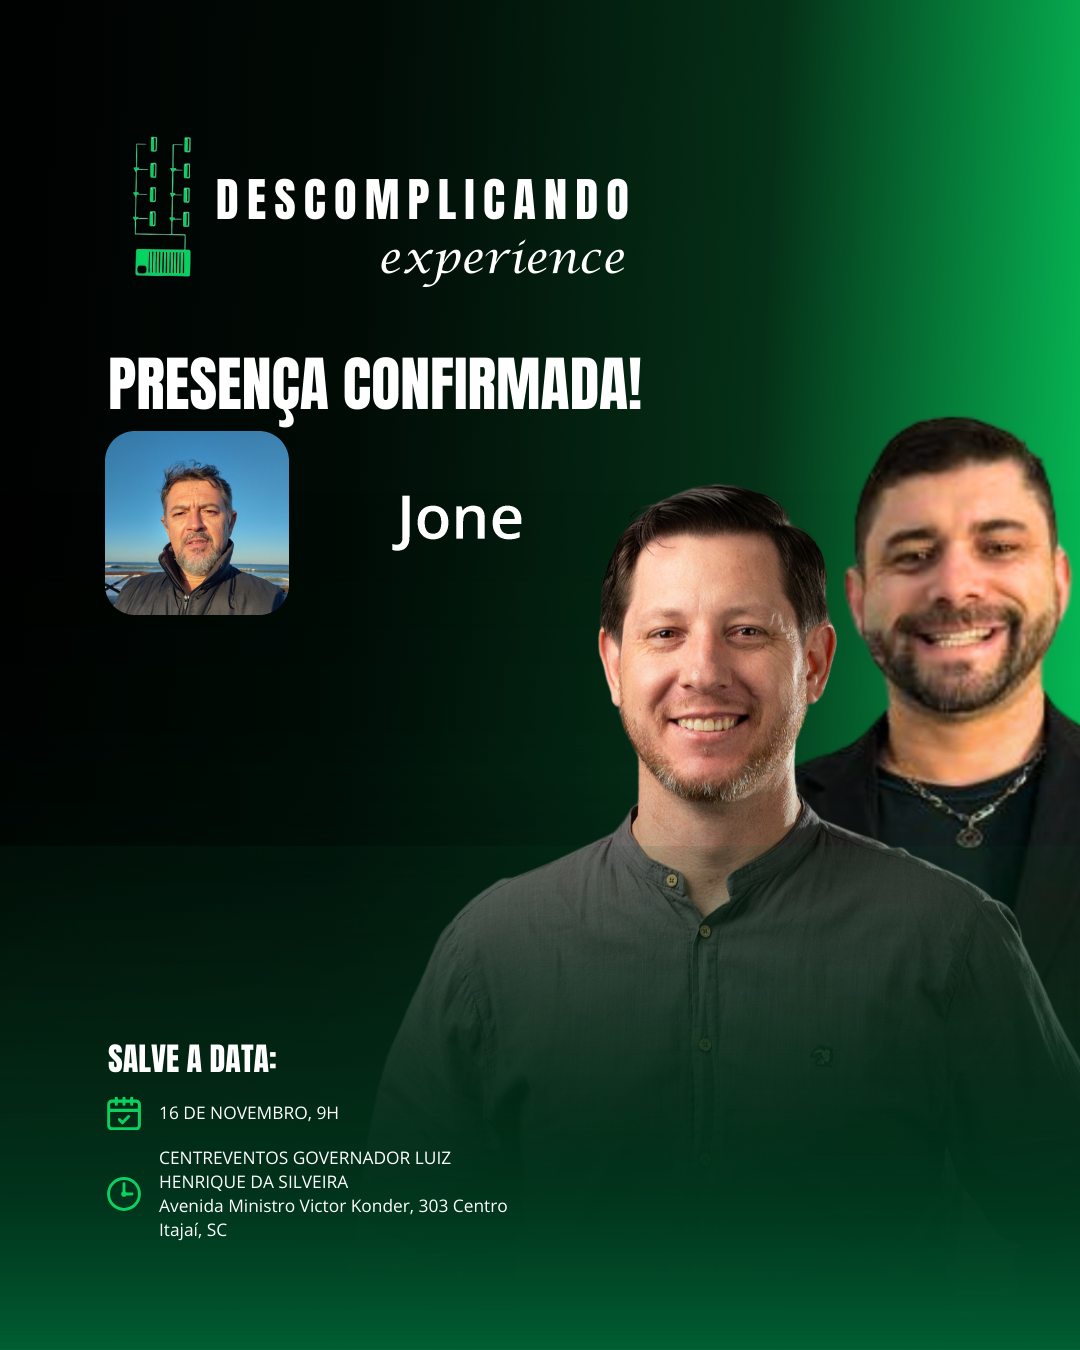 DESCOMPLICANDO
experience
PRESENÇA CONFIRMADA!
Jone
SALVE A DATA:
16 DE NOVEMBRO, 9H
CENTREVENTOS GOVERNADOR LUIZ
HENRIQUE DA SILVEIRA
Avenida Ministro Victor Konder, 303 Centro
Itajaí, SC